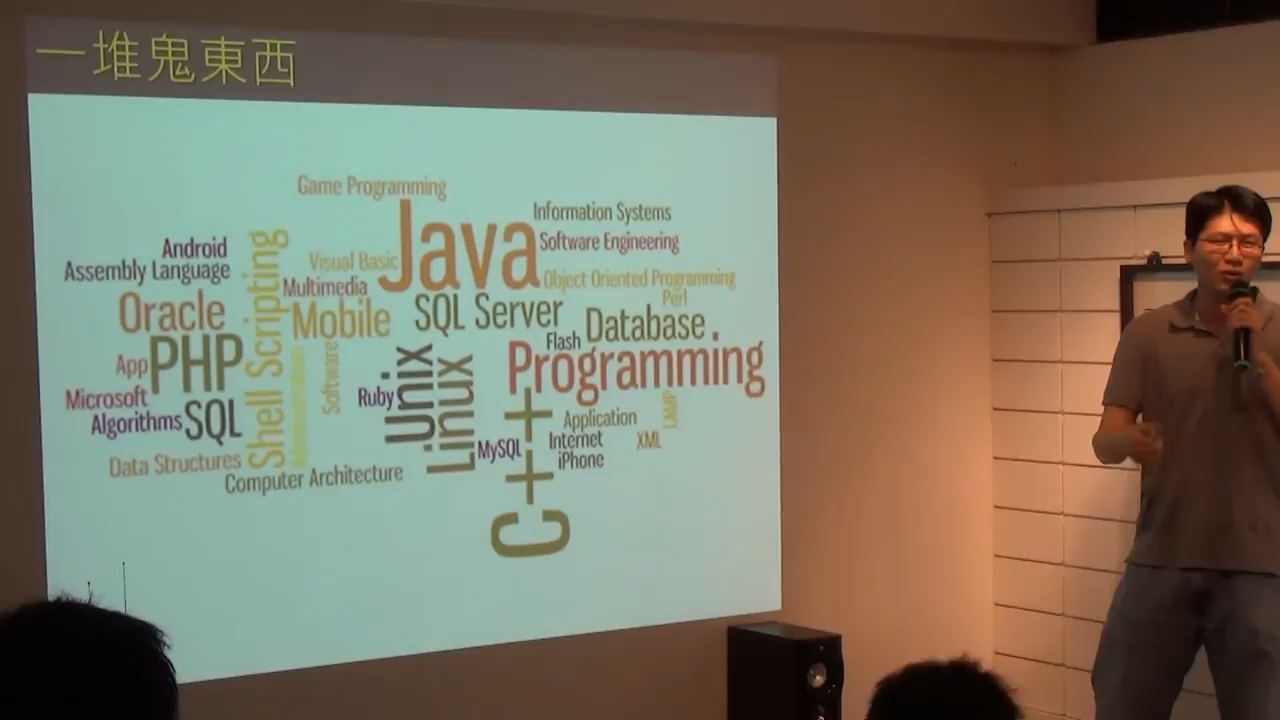 一堆鬼東西
Game Programming
Java
Information Systems
Software Engineering
Android
Assembly Language
Visual Basic
Object Oriented Programming
Multimedia
Perl
Oracle
Shell Scripting
Mobile
SQL Server
Database
Flash
App
PHP
Software
Programming
Microsoft
Ruby
Unix
Linux
Algorithms
SQL
Application
LAMP
MySQL
Internet
XML
Data Structures
iPhone
Computer Architecture
C++